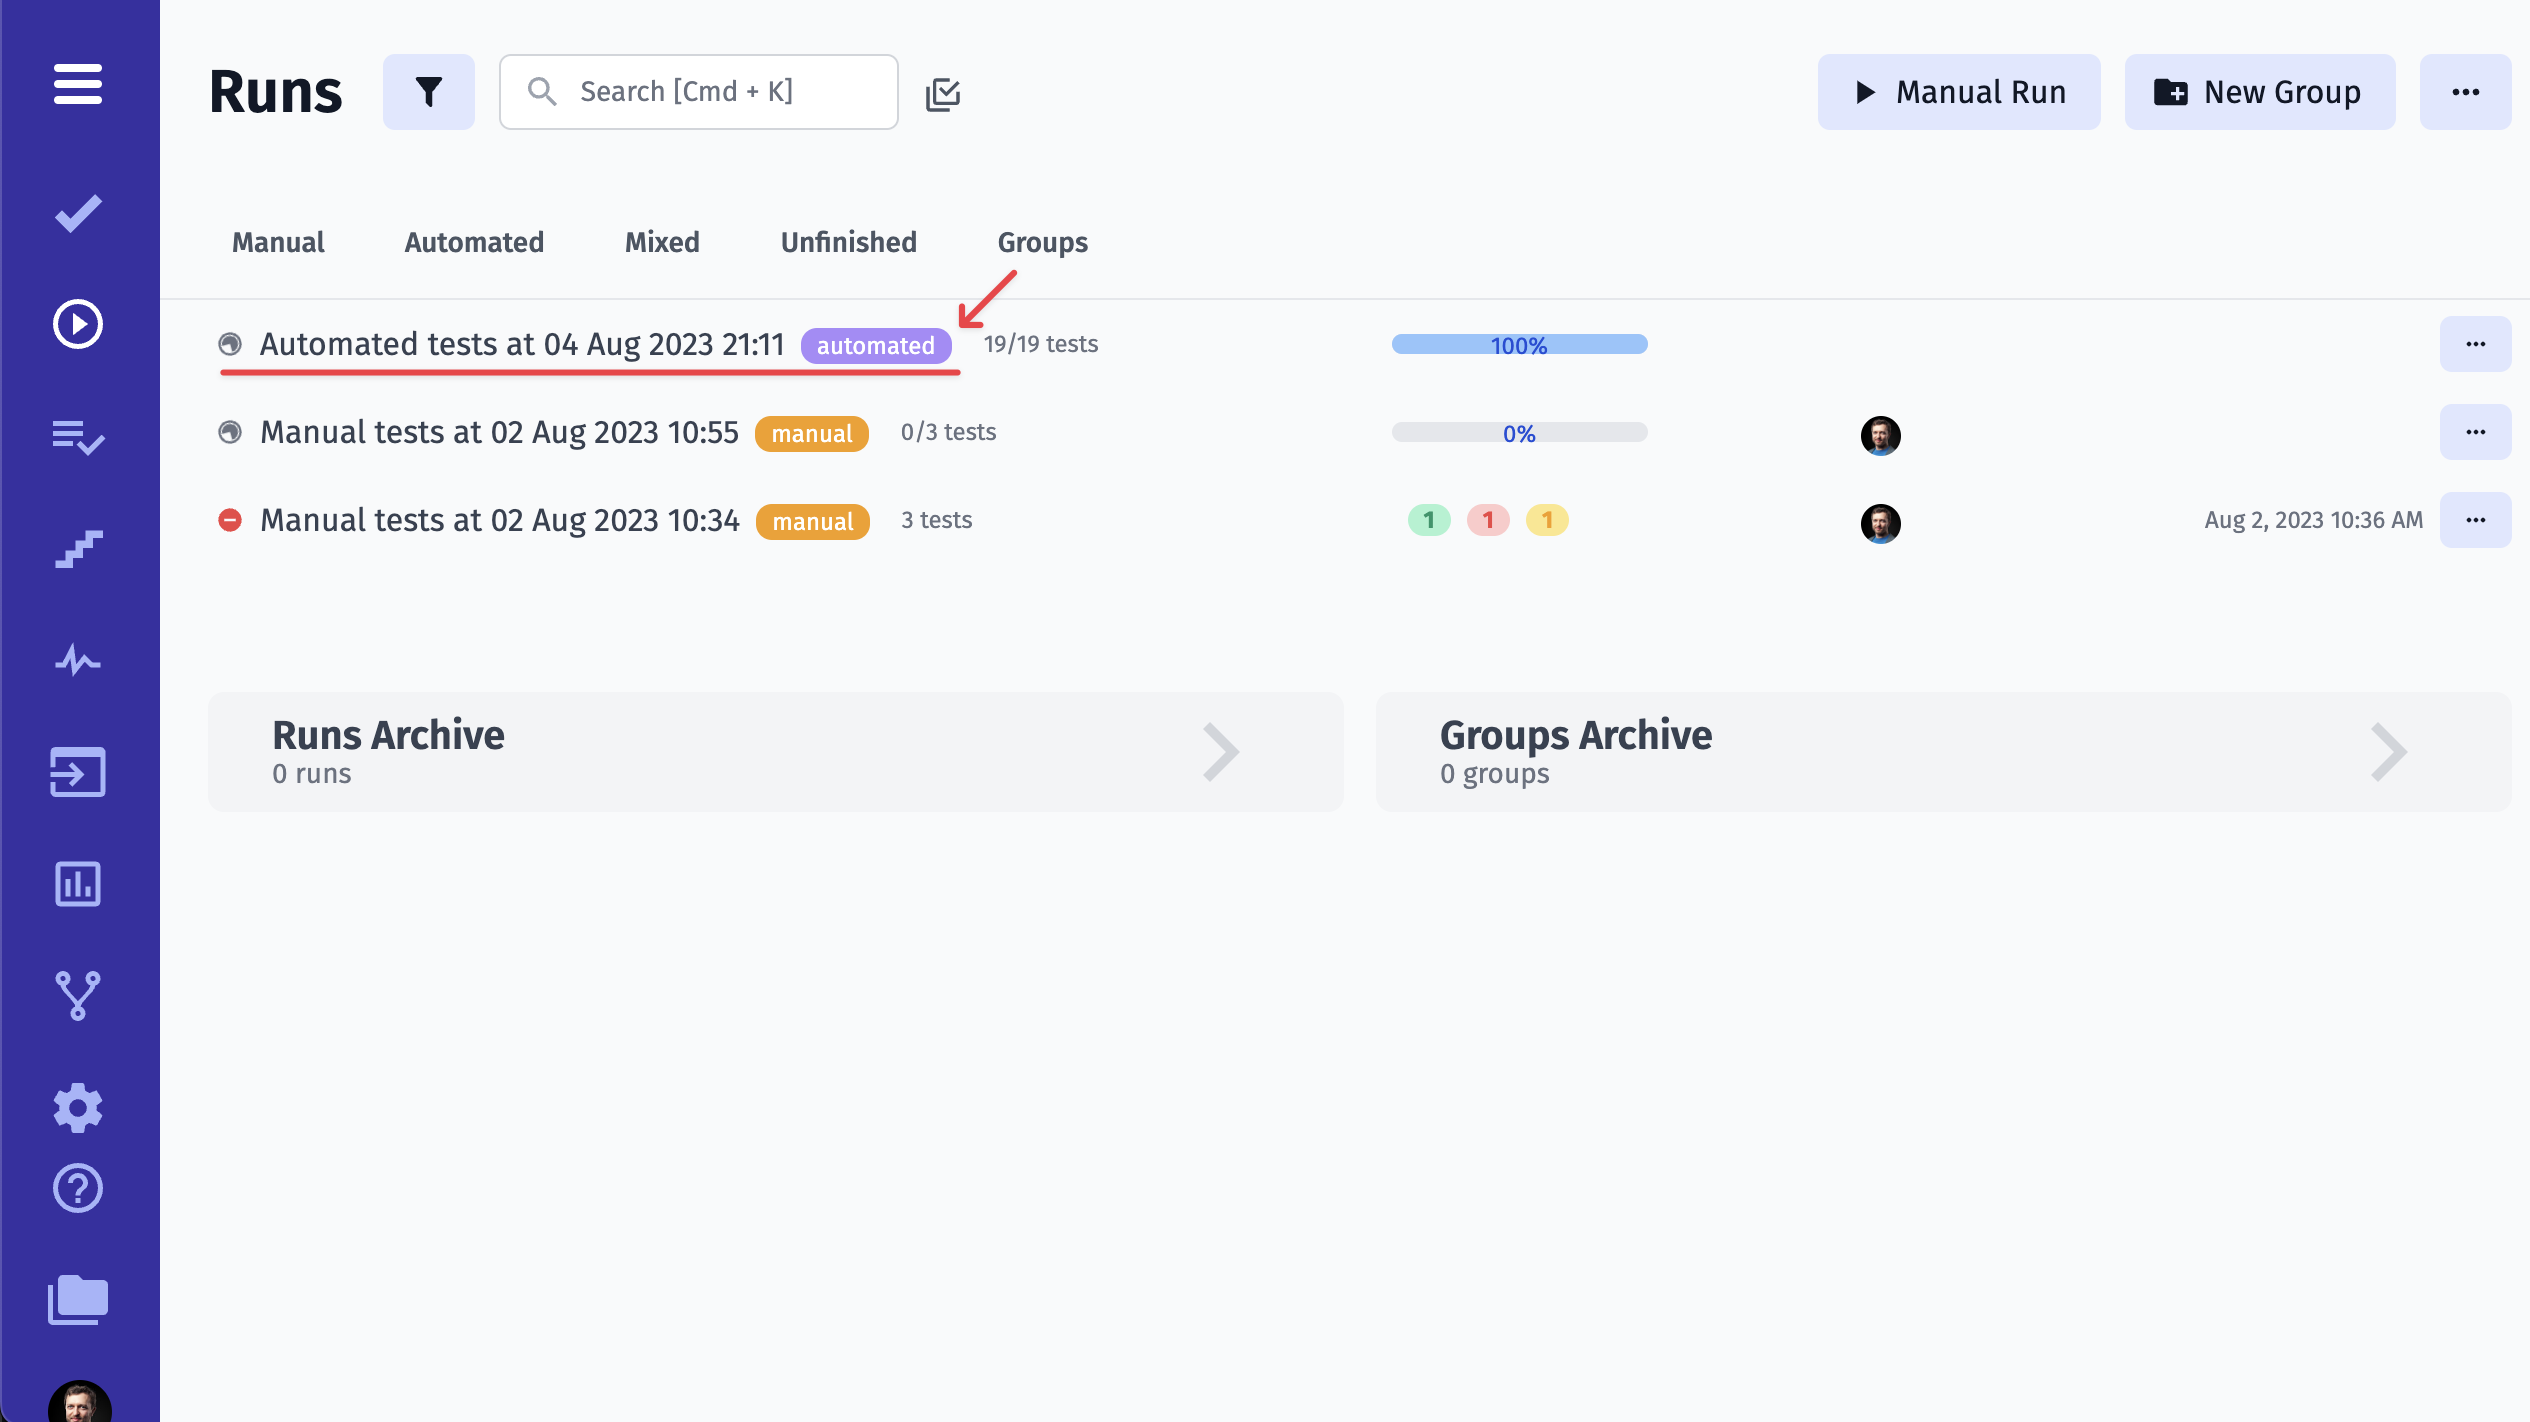 Runs
Search [Cmd + K]
Manual Run
New Group
Manual
Automated
Mixed
Unfinished
Groups
Automated tests at 04 Aug 2023 21:11 automated 19/19 tests 100%
Manual tests at 02 Aug 2023 10:55 manual 0/3 tests 0%
Manual tests at 02 Aug 2023 10:34 manual 3 tests 1 1 1 Aug 2, 2023 10:36 AM
Runs Archive
0 runs
Groups Archive
0 groups